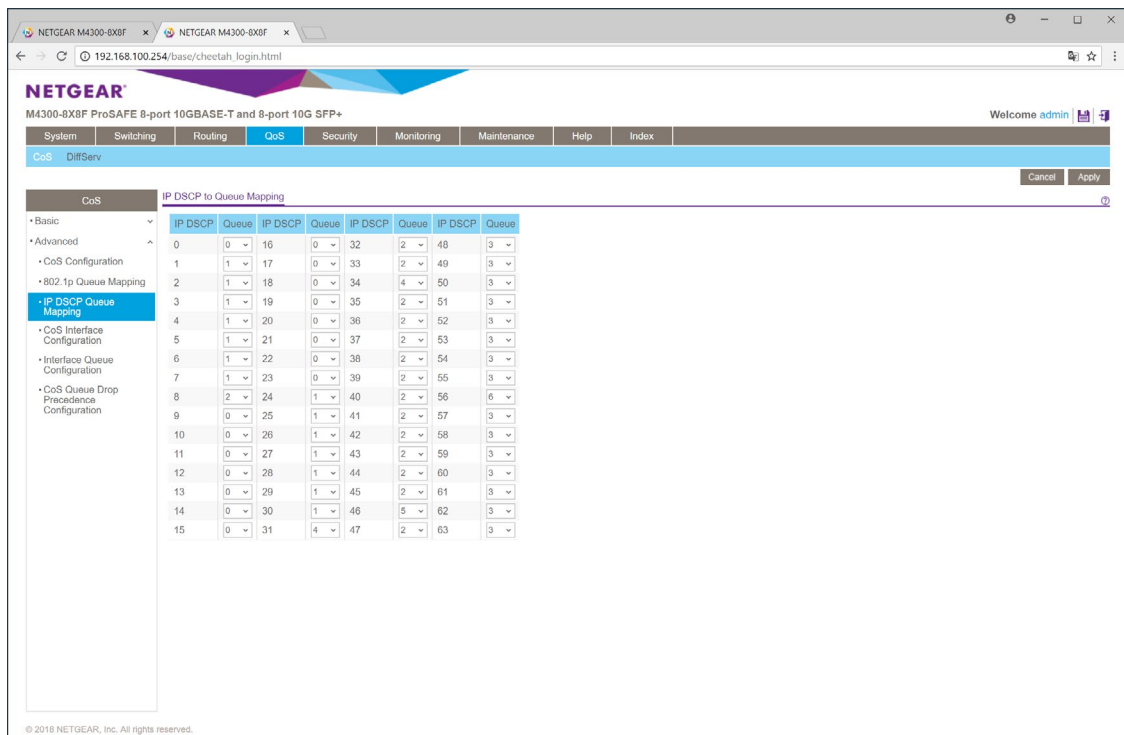 NETGEAR M4300-8X8F × NETGEAR M4300-8X8F ×
192.168.100.254/base/cheetah_login.html
NETGEAR®
M4300-8X8F ProSAFE 8-port 10GBASE-T and 8-port 10G SFP+
Welcome admin
System Switching Routing QoS Security Monitoring Maintenance Help Index
CoS DiffServ
Cancel Apply
CoS
• Basic
• Advanced
• CoS Configuration
• 802.1p Queue Mapping
• IP DSCP Queue
Mapping
• CoS Interface
Configuration
• Interface Queue
Configuration
• CoS Queue Drop
Precedence
Configuration
IP DSCP to Queue Mapping
IP DSCP Queue IP DSCP Queue IP DSCP Queue IP DSCP Queue
0 0 16 0 32 2 48 3
1 1 17 0 33 2 49 3
2 1 18 0 34 4 50 3
3 1 19 0 35 2 51 3
4 1 20 0 36 2 52 3
5 1 21 0 37 2 53 3
6 1 22 0 38 2 54 3
7 1 23 0 39 2 55 3
8 2 24 1 40 2 56 6
9 0 25 1 41 2 57 3
10 0 26 1 42 2 58 3
11 0 27 1 43 2 59 3
12 0 28 1 44 2 60 3
13 0 29 1 45 2 61 3
14 0 30 1 46 5 62 3
15 0 31 4 47 2 63 3
© 2018 NETGEAR, Inc. All rights reserved.